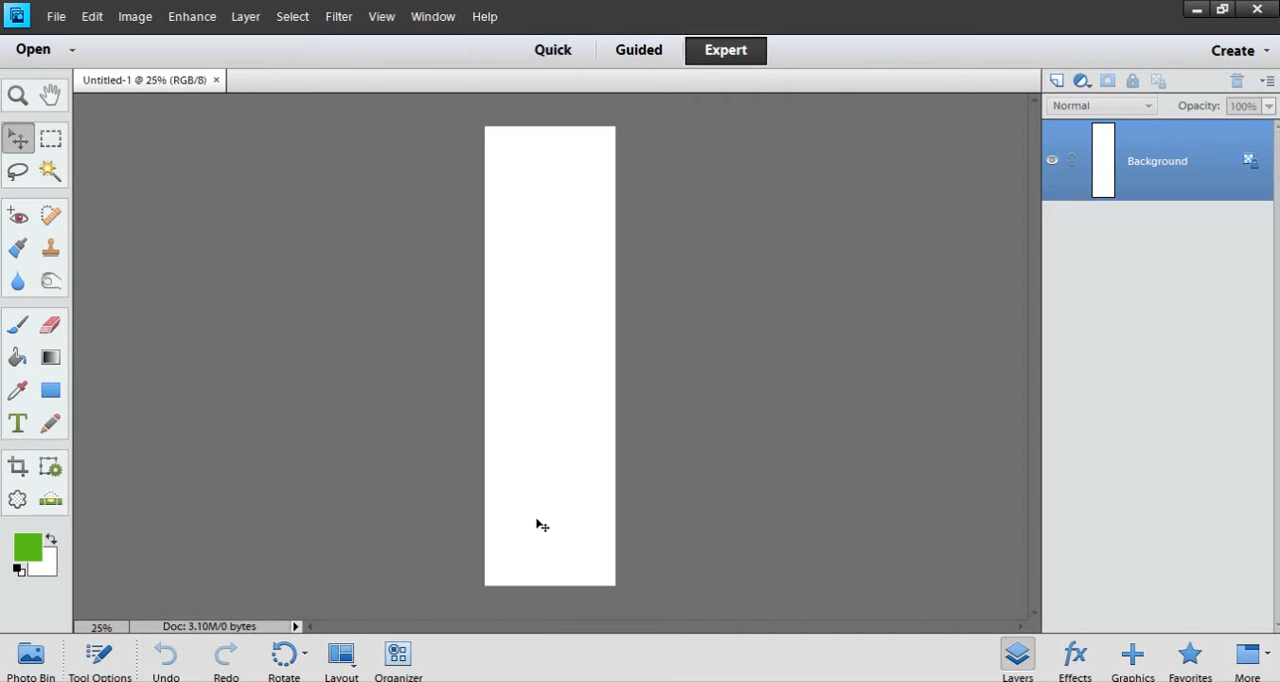 File Edit Image Enhance Layer Select Filter View Window Help
Open Quick Guided Expert Create
Untitled-1 @ 25% (RGB/8) ×
Normal Opacity: 100%
Background
T
25% Doc: 3.10M/0 bytes
fx
Photo Bin Tool Options Undo Redo Rotate Layout Organizer Layers Effects Graphics Favorites More